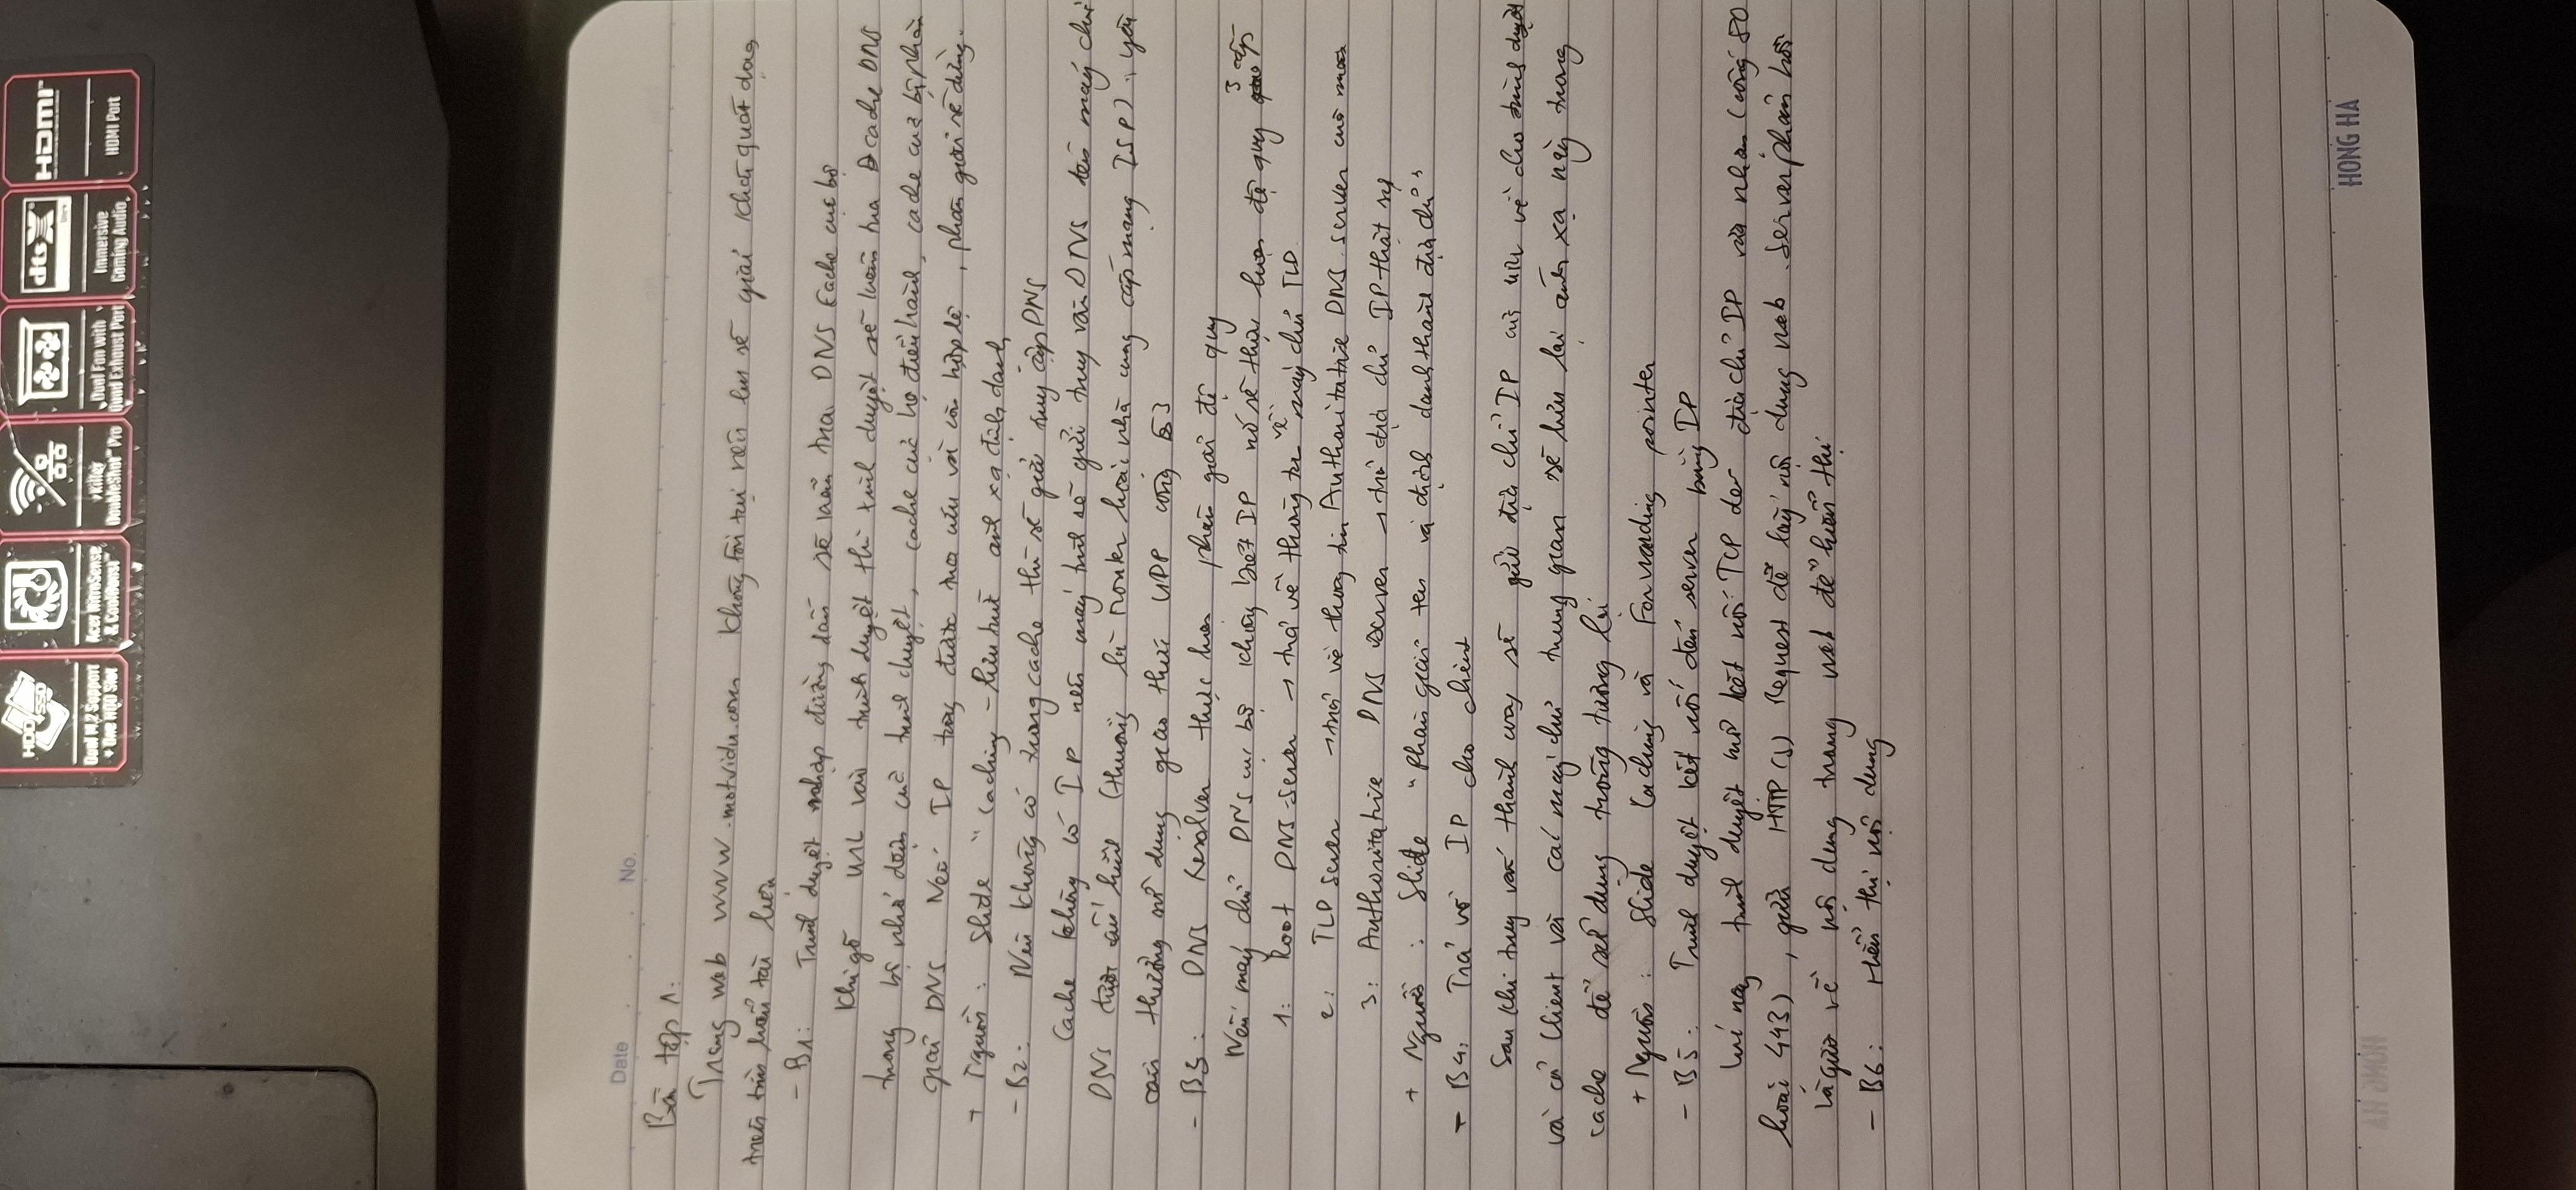 HDD SSD
Dual M.2 Support + One HDD Slot
Acer NitroSense & CoolBoost™
Killer DoubleShot™ Pro
Dual Fan with Quad Exhaust Port
dts X Ultra
Immersive Gaming Audio
HDMI™
HDMI Port
Date No.
Bài tập 1:
Trang web www.motvidu.com không tồn tại nên em sẽ giải khái quát dựa
trên tìm hiểu tài liệu
- B1: Trình duyệt nhập đường dẫn sẽ kiểm tra DNS Cache cục bộ
Khi gõ URL vào trình duyệt thì trình duyệt sẽ kiểm tra cache DNS
trong bộ nhớ đệm của trình duyệt, cache của hệ điều hành, cache của bộ phân
giải DNS. Nếu IP từng được tra cứu và còn hợp lệ, phân giải sẽ dừng.
+ Nguồn: Slide "Caching - lưu trữ ánh xạ định danh
- B2: Nếu không có trong cache thì sẽ gửi truy cập DNS
Cache không có IP nên máy tính sẽ gửi truy vấn DNS đến máy chủ
DNS được cấu hình (thường là router hoặc nhà cung cấp mạng ISP), yêu
cầu thường sử dụng giao thức UDP cổng 53
- B3: DNS Resolver thực hiện phân giải đệ quy
Nếu máy chủ DNS cục bộ không biết IP nó sẽ thực hiện đệ quy 3 cấp
1: Root DNS server → trả về thông tin về máy chủ TLD
2: TLD server → trả về thông tin Authoritative DNS server của
3: Authoritative DNS server → trả địa chỉ IP thật sự
+ Nguồn: Slide "Phân giải tên và định danh thành địa chỉ"
- B4: Trả về IP cho client
Sau khi truy vấn thành công sẽ gửi địa chỉ IP của URL về cho trình duyệt
và cả Client và các máy chủ trung gian sẽ lưu lại ánh xạ này trong
cache để sử dụng trong tương lai
+ Nguồn: Slide Caching và Forwarding pointer
- B5: Trình duyệt kết nối đến server bằng IP
Lúc này trình duyệt mở kết nối TCP đến địa chỉ IP vừa nhận (cổng 80
hoặc 443), gửi HTTP(s) Request để lấy nội dung web. Server phản hồi
và gửi về nội dung trang web để hiển thị
- B6: Hiển thị nội dung
HONG HA